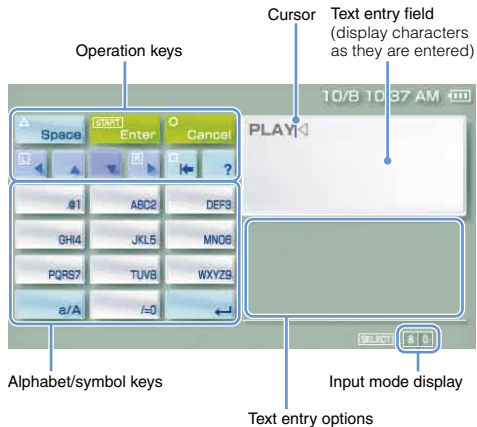 Cursor
Text entry field
(display characters
as they are entered)
Operation keys
10/8 10:37 AM
△ Space
START Enter
○ Cancel
PLAY
L
R
□
?
.@1
ABC2
DEF3
GHI4
JKL5
MNO6
PQRS7
TUV8
WXYZ9
a/A
/=0
SELECT
Alphabet/symbol keys
Input mode display
Text entry options